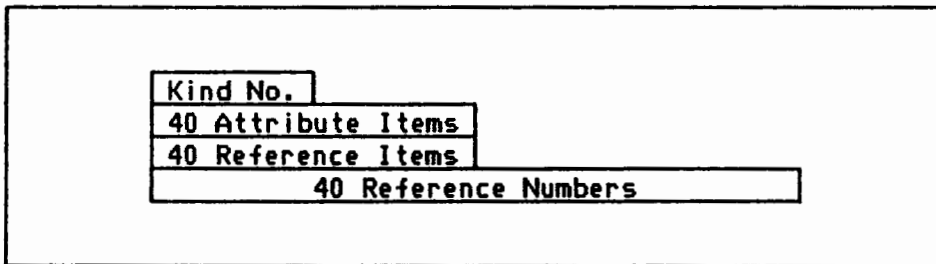 Kind No.
40 Attribute Items
40 Reference Items
40 Reference Numbers